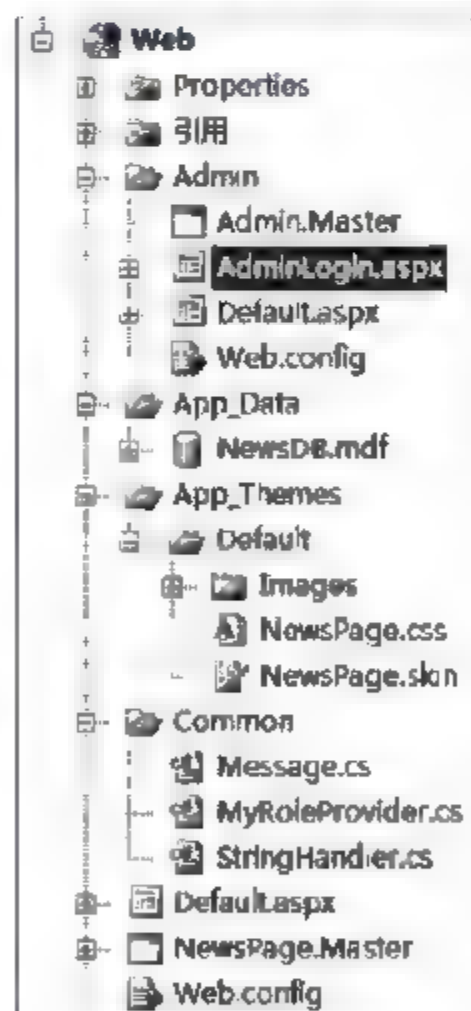 Web
Properties
引用
Admin
Admin.Master
AdminLogin.aspx
Default.aspx
Web.config
App_Data
NewsDB.mdf
App_Themes
Default
Images
NewsPage.css
NewsPage.skin
Common
Message.cs
MyRoleProvider.cs
StringHandler.cs
Default.aspx
NewsPage.Master
Web.config